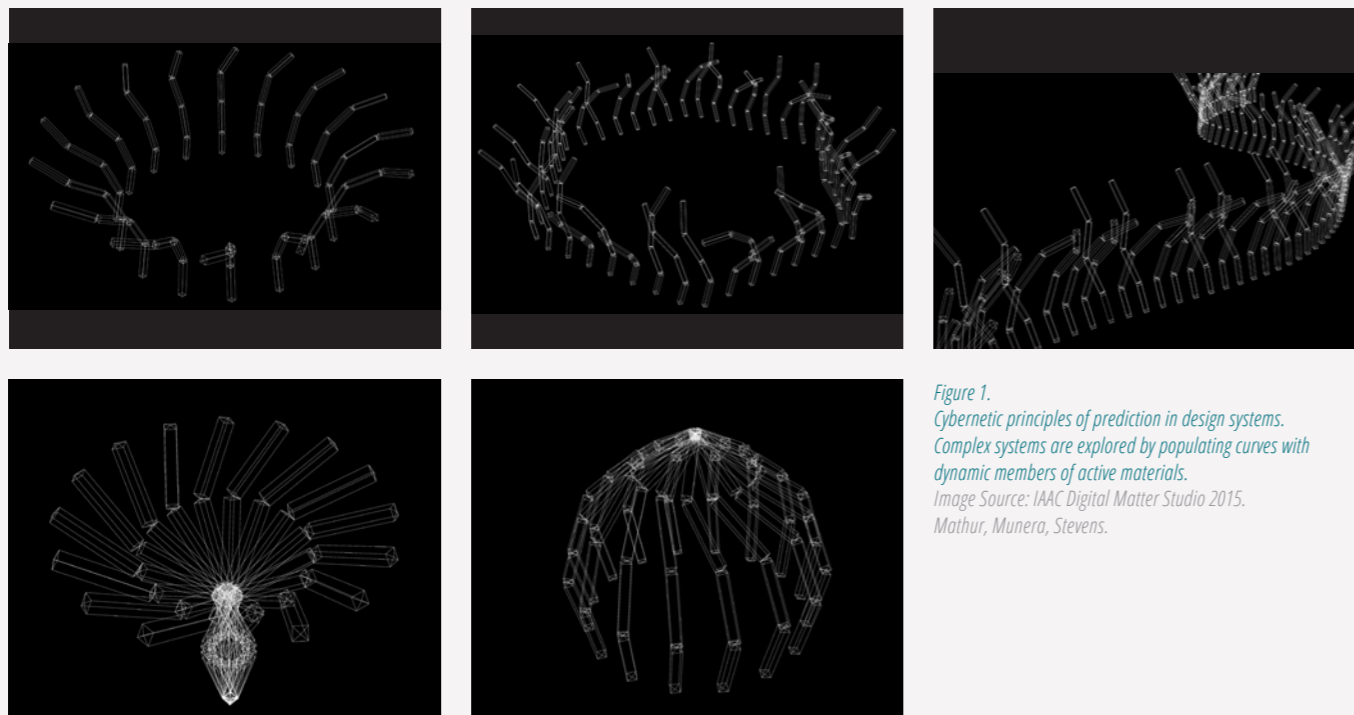 Figure 1.
Cybernetic principles of prediction in design systems.
Complex systems are explored by populating curves with
dynamic members of active materials.
Image Source: IAAC Digital Matter Studio 2015.
Mathur, Munera, Stevens.